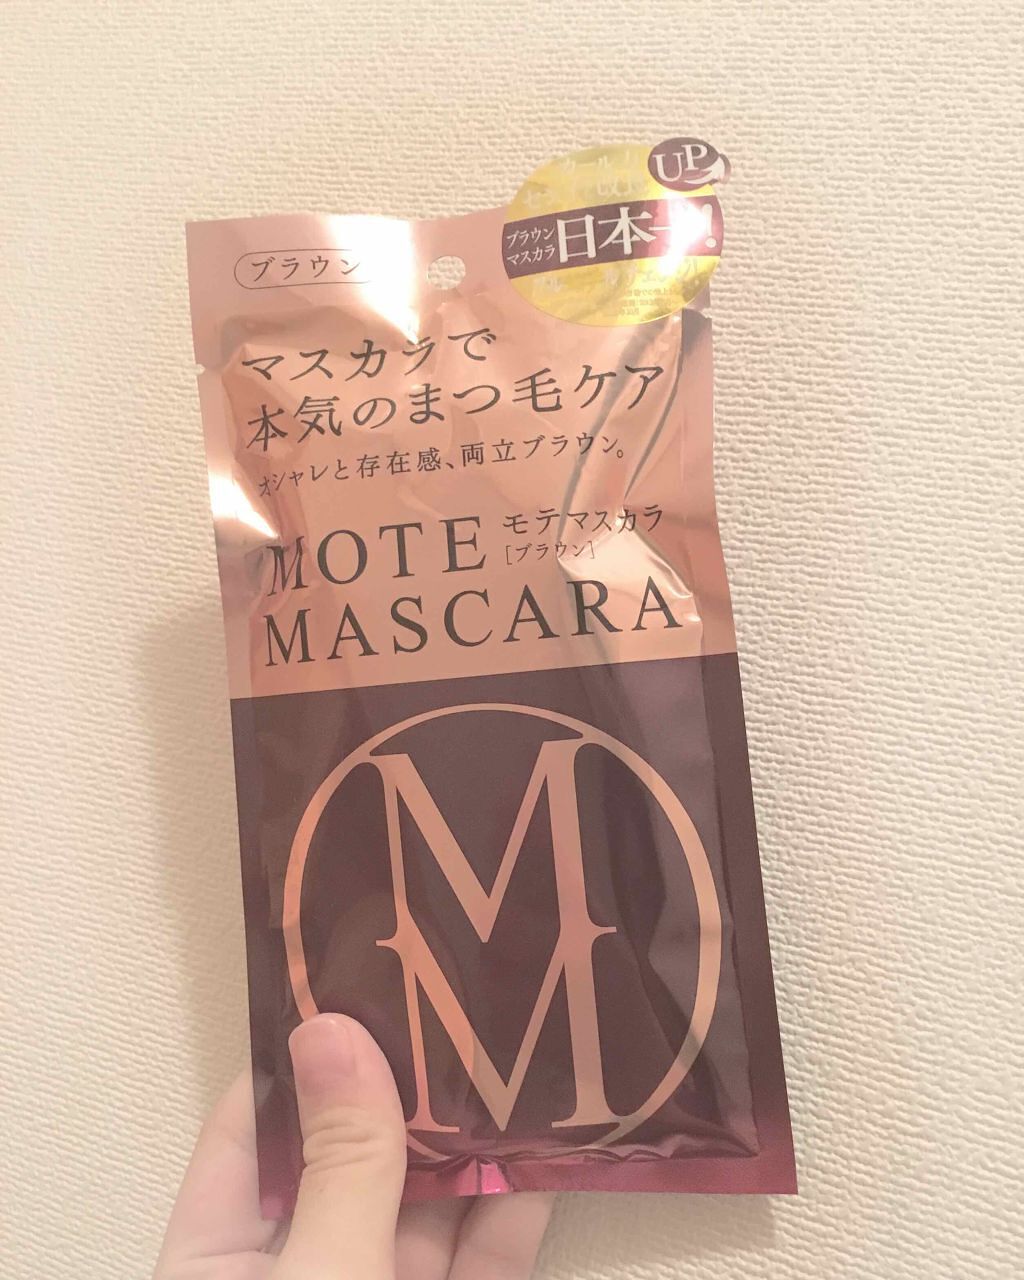 ブラウン
UP
ブラウン
マスカラ
日本一!
マスカラで
本気のまつ毛ケア
オシャレと存在感、両立ブラウン。
MOTE
モテマスカラ
[ブラウン]
MASCARA
M
M